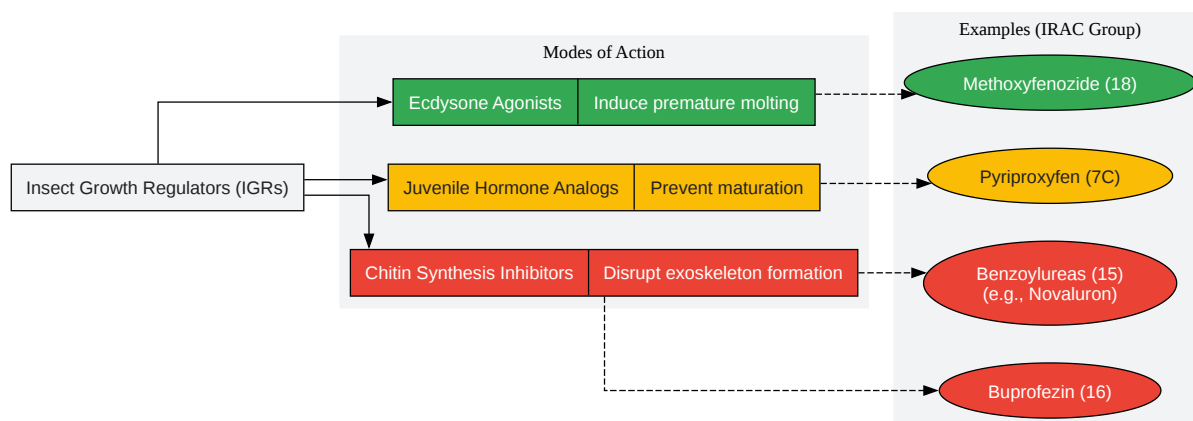 Examples (IRAC Group)
Modes of Action
Ecdysone Agonists
Induce premature molting
Methoxyfenozide (18)
Insect Growth Regulators (IGRs)
Juvenile Hormone Analogs
Prevent maturation
Pyriproxyfen (7C)
Chitin Synthesis Inhibitors
Disrupt exoskeleton formation
Benzoylureas (15)
(e.g., Novaluron)
Buprofezin (16)